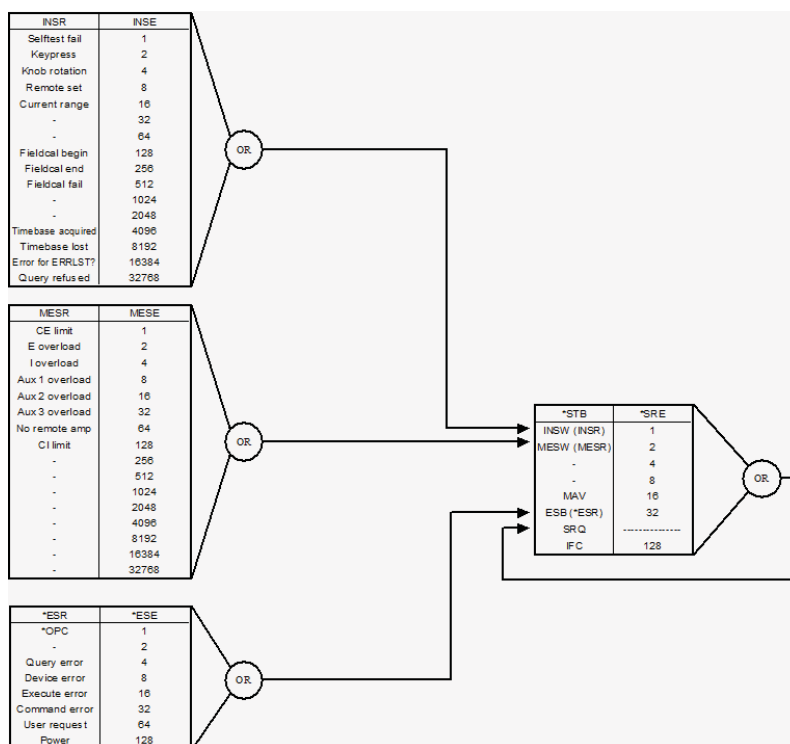 INSR INSE
Selftest fail 1
Keypress 2
Knob rotation 4
Remote set 8
Current range 16
- 32
- 64
Fieldcal begin 128
Fieldcal end 256
Fieldcal fail 512
- 1024
- 2048
Timebase acquired 4096
Timebase lost 8192
Error for ERRLST? 16384
Query refused 32768
OR
MESR MESE
CE limit 1
E overload 2
I overload 4
Aux 1 overload 8
Aux 2 overload 16
Aux 3 overload 32
No remote amp 64
CI limit 128
- 256
- 512
- 1024
- 2048
- 4096
- 8192
- 16384
- 32768
OR
*STB *SRE
INSW (INSR) 1
MESW (MESR) 2
- 4
- 8
MAV 16
ESB (*ESR) 32
SRQ ---------------
IFC 128
OR
*ESR *ESE
*OPC 1
- 2
Query error 4
Device error 8
Execute error 16
Command error 32
User request 64
Power 128
OR